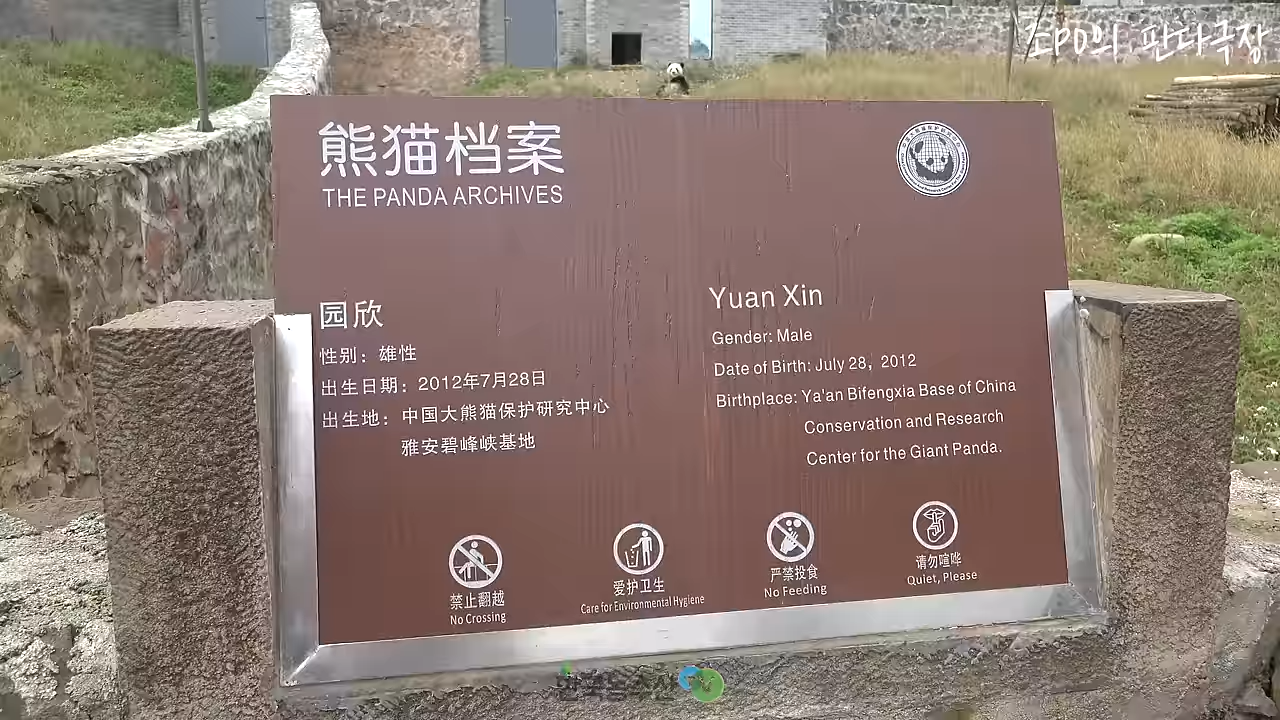 판다극장
熊猫档案
THE PANDA ARCHIVES
园欣
性别：雄性
出生日期：2012年7月28日
出生地：中国大熊猫保护研究中心
雅安碧峰峡基地
Yuan Xin
Gender: Male
Date of Birth: July 28, 2012
Birthplace: Ya'an Bifengxia Base of China
Conservation and Research
Center for the Giant Panda.
禁止翻越
No Crossing
爱护卫生
Care for Environmental Hygiene
严禁投食
No Feeding
请勿喧哗
Quiet, Please